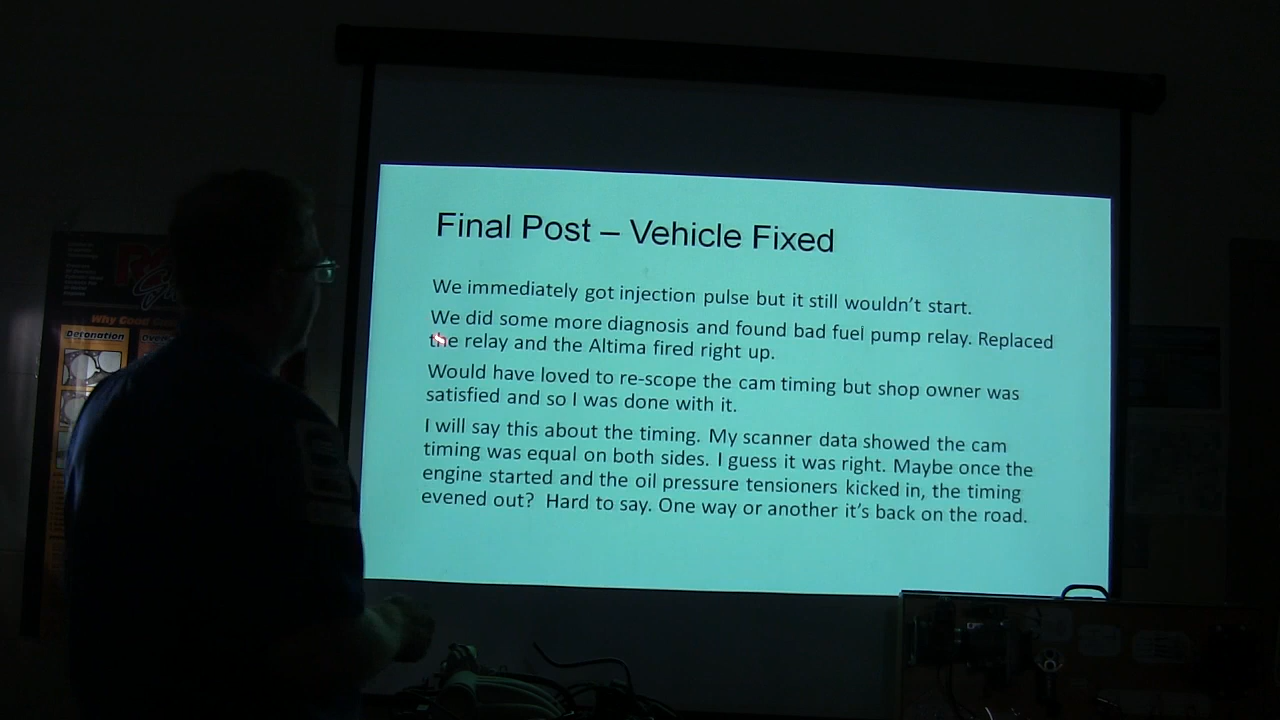 Final Post – Vehicle Fixed
We immediately got injection pulse but it still wouldn't start.
We did some more diagnosis and found bad fuel pump relay. Replaced
the relay and the Altima fired right up.
Would have loved to re-scope the cam timing but shop owner was
satisfied and so I was done with it.
I will say this about the timing. My scanner data showed the cam
timing was equal on both sides. I guess it was right. Maybe once the
engine started and the oil pressure tensioners kicked in, the timing
evened out?  Hard to say. One way or another it's back on the road.
Why Good
Detonation